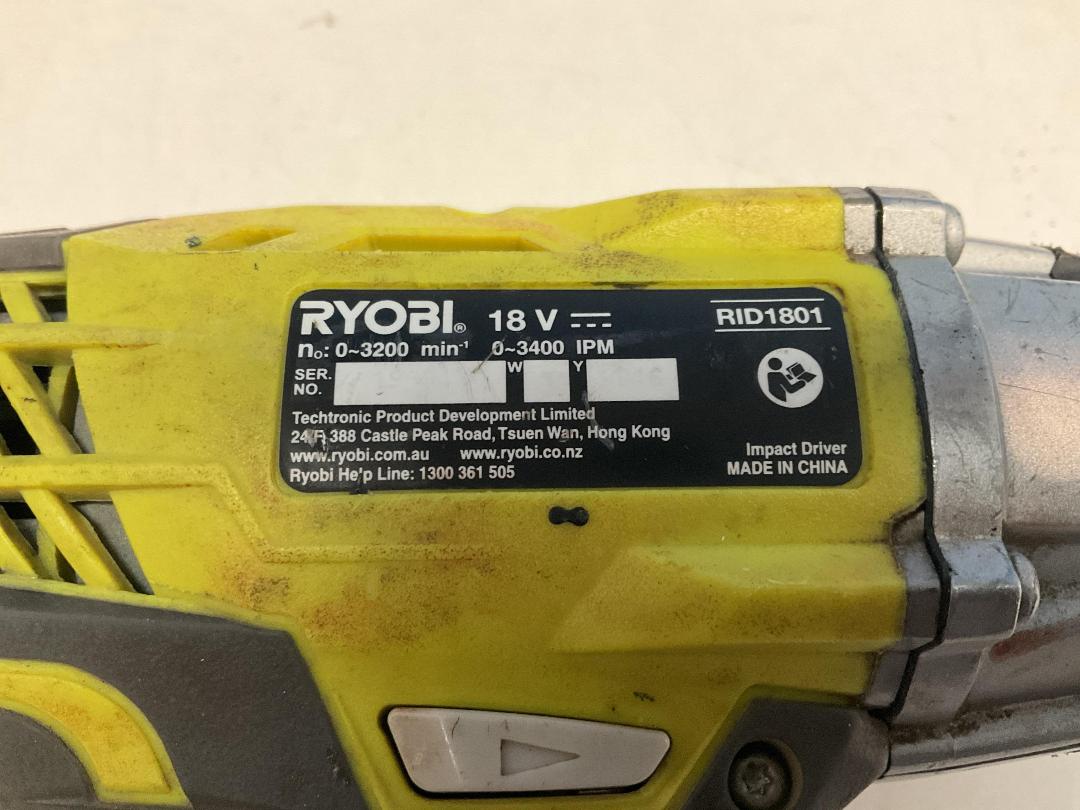 RYOBI® 18 V ⎓ RID1801
n₀: 0~3200 min⁻¹ 0~3400 IPM
SER. NO. W Y
Techtronic Product Development Limited
24/F, 388 Castle Peak Road, Tsuen Wan, Hong Kong
www.ryobi.com.au www.ryobi.co.nz
Ryobi Help Line: 1300 361 505
Impact Driver
MADE IN CHINA